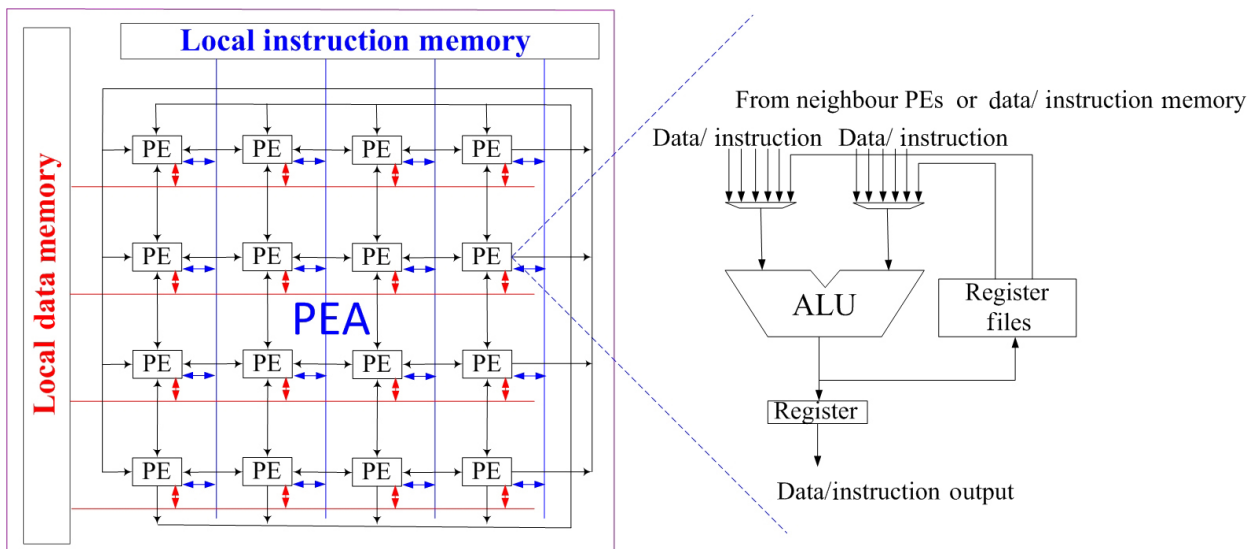 Local instruction memory
Local data memory
PE PE PE PE
PE PE PE PE
PEA
PE PE PE PE
PE PE PE PE
From neighbour PEs or data/ instruction memory
Data/ instruction Data/ instruction
ALU
Register
files
Register
Data/instruction output